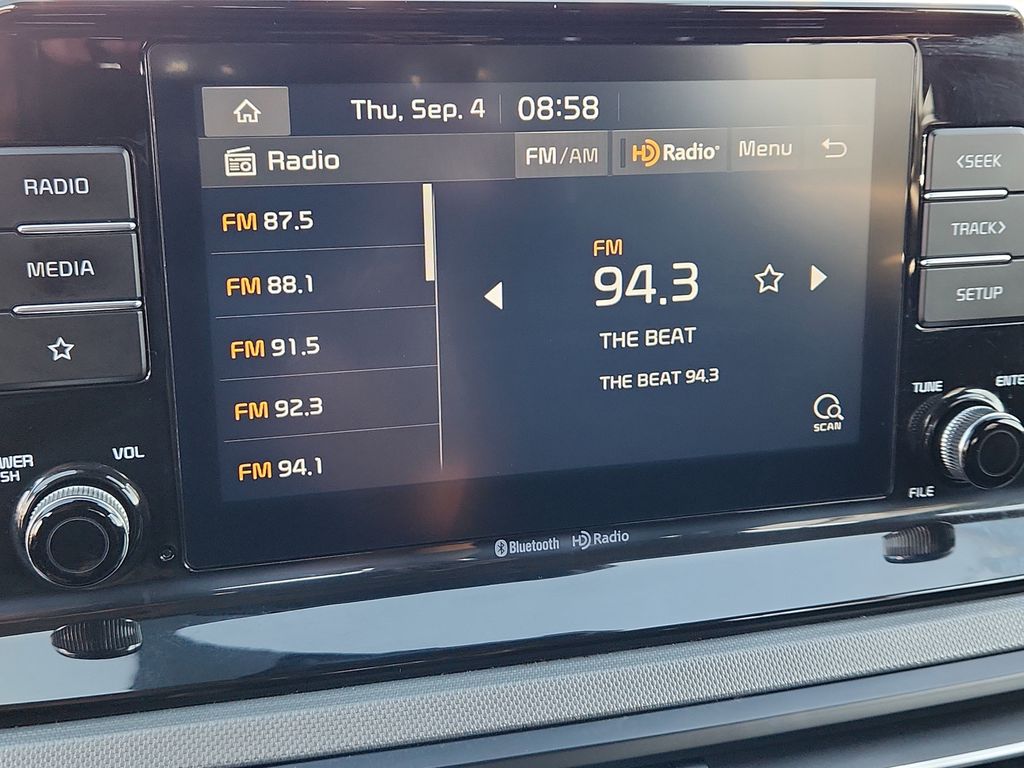 Thu, Sep. 4 08:58
Radio FM/AM HD Radio® Menu
FM 87.5
FM 88.1
FM 91.5
FM 92.3
FM 94.1
FM
94.3
THE BEAT
THE BEAT 94.3
SCAN
RADIO
MEDIA
VOL
<SEEK
TRACK>
SETUP
TUNE
FILE
Bluetooth HD Radio